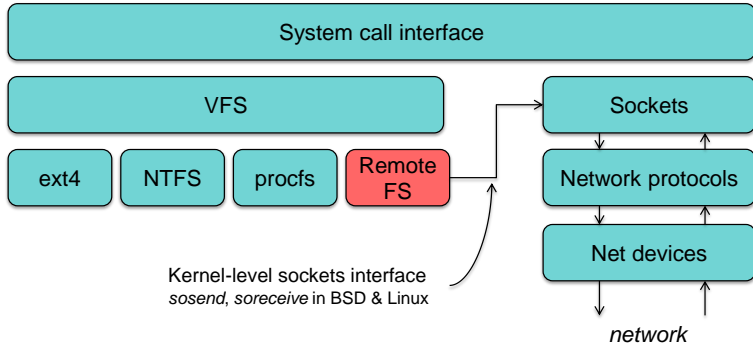 System call interface
VFS
Sockets
ext4
NTFS
procfs
Remote
FS
Network protocols
Net devices
Kernel-level sockets interface
sosend, soreceive in BSD & Linux
network